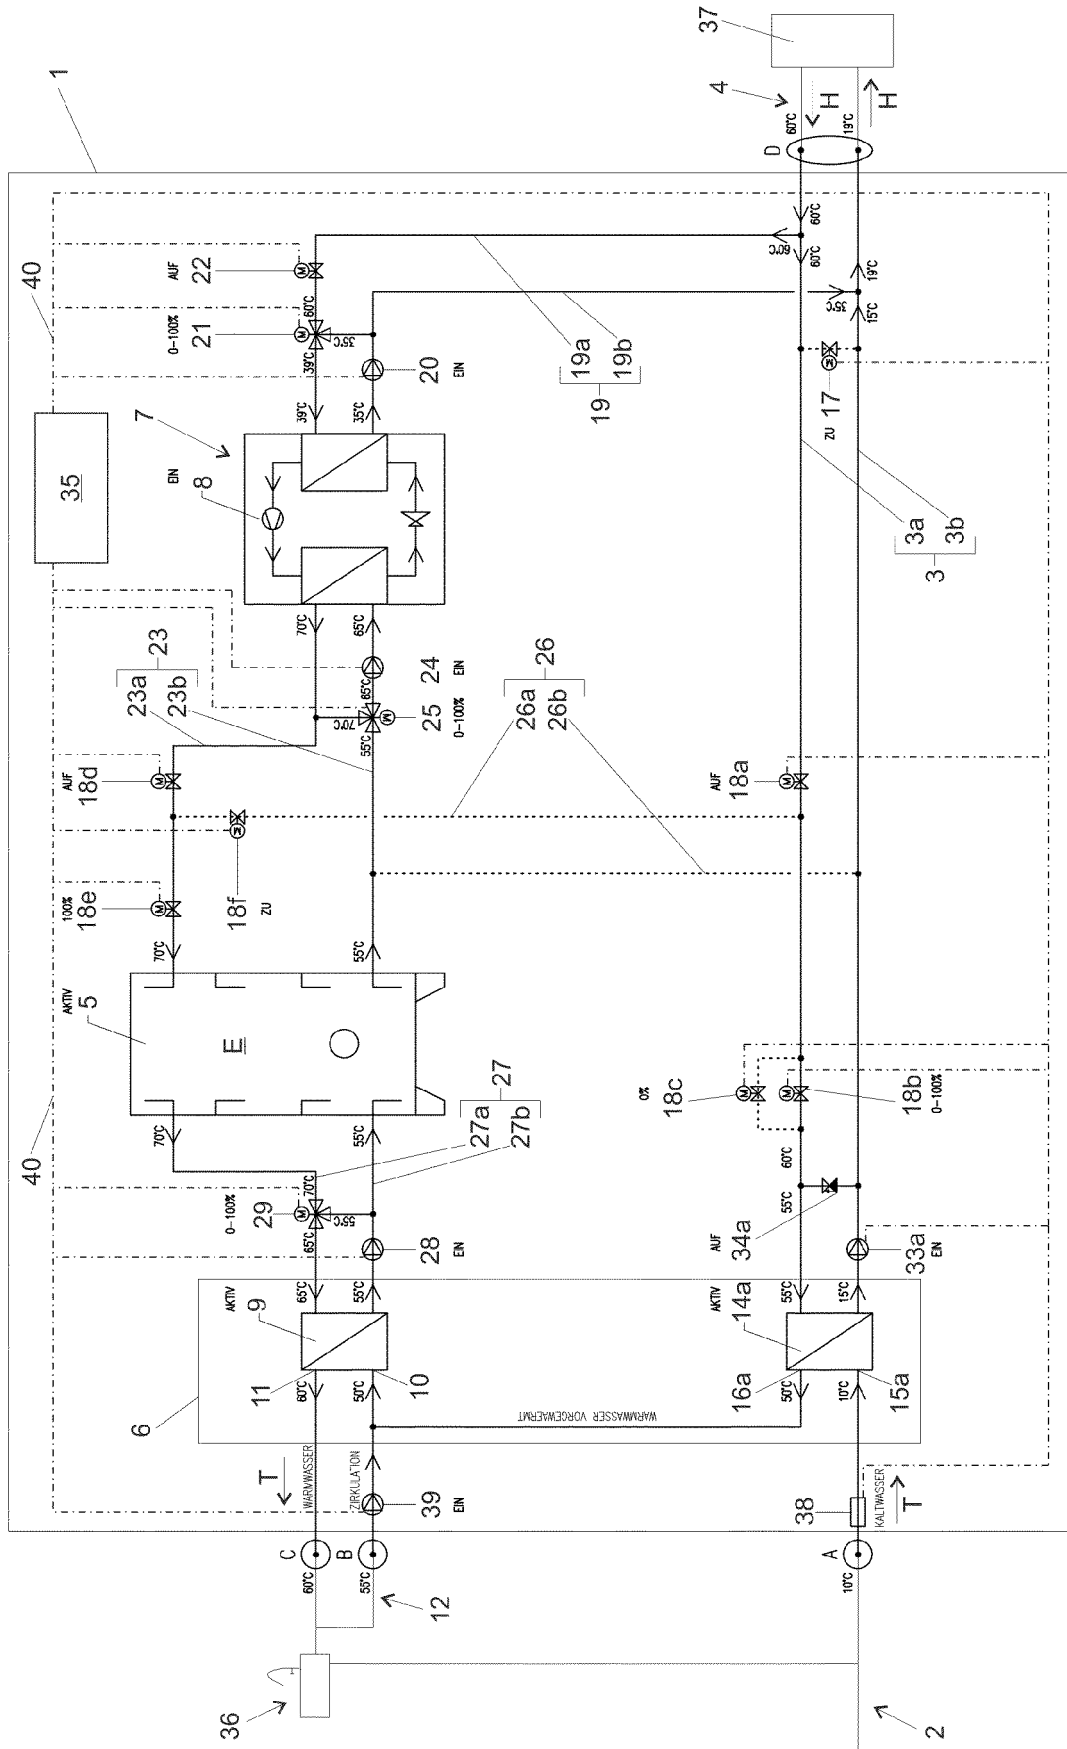 1
40
40
35
AKTIV
5
100%
18e
AUF
18d
23
23a
23b
7
EIN
8
0-100%
21
AUF
22
E
18f
ZU
70°C
55°C
70°C
55°C
6
36
12
C
60°C
B
55°C
T
WARMWASSER
ZIRKULATION
39
EIN
11
60°C
50°C
10
AKTIV
9
65°C
55°C
28
EIN
0-100%
29
65°C
70°C
55°C
27
27a
27b
70°C
65°C
24
EIN
65°C
70°C
55°C
25
0-100%
39°C
35°C
20
EIN
39°C
60°C
35°C
26
26a
26b
19
19a
19b
WARMWASSER VORGEWAERMT
16a
50°C
10°C
15a
AKTIV
14a
55°C
15°C
33a
EIN
AUF
34a
55°C
60°C
0%
18c
18b
0-100%
AUF
18a
3
3a
3b
ZU
17
60°C
60°C
60°C
35°C
15°C
19°C
D
60°C
19°C
4
H
H
37
2
A
10°C
38
KALTWASSER
T